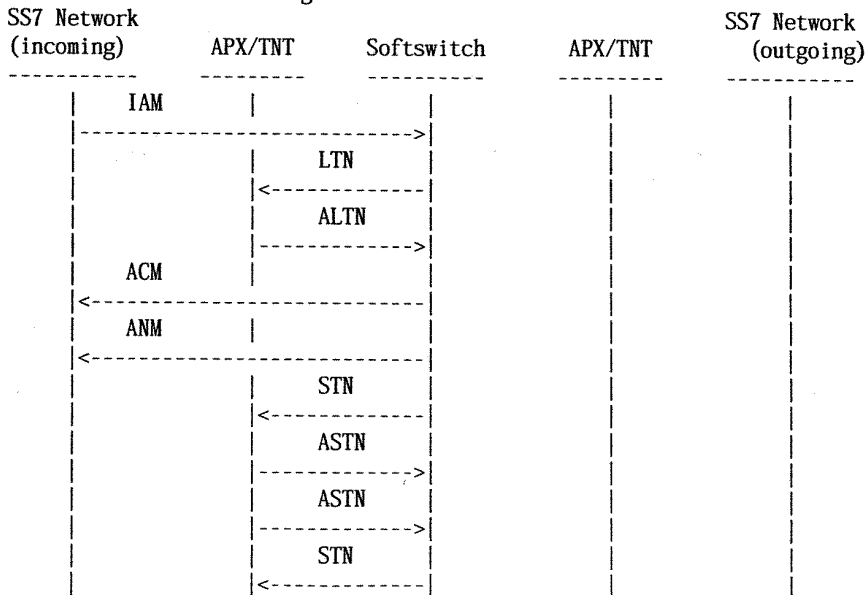 SS7 Network SS7 Network
(incoming) APX/TNT Softswitch APX/TNT (outgoing)
IAM
LTN
ALTN
ACM
ANM
STN
ASTN
ASTN
STN